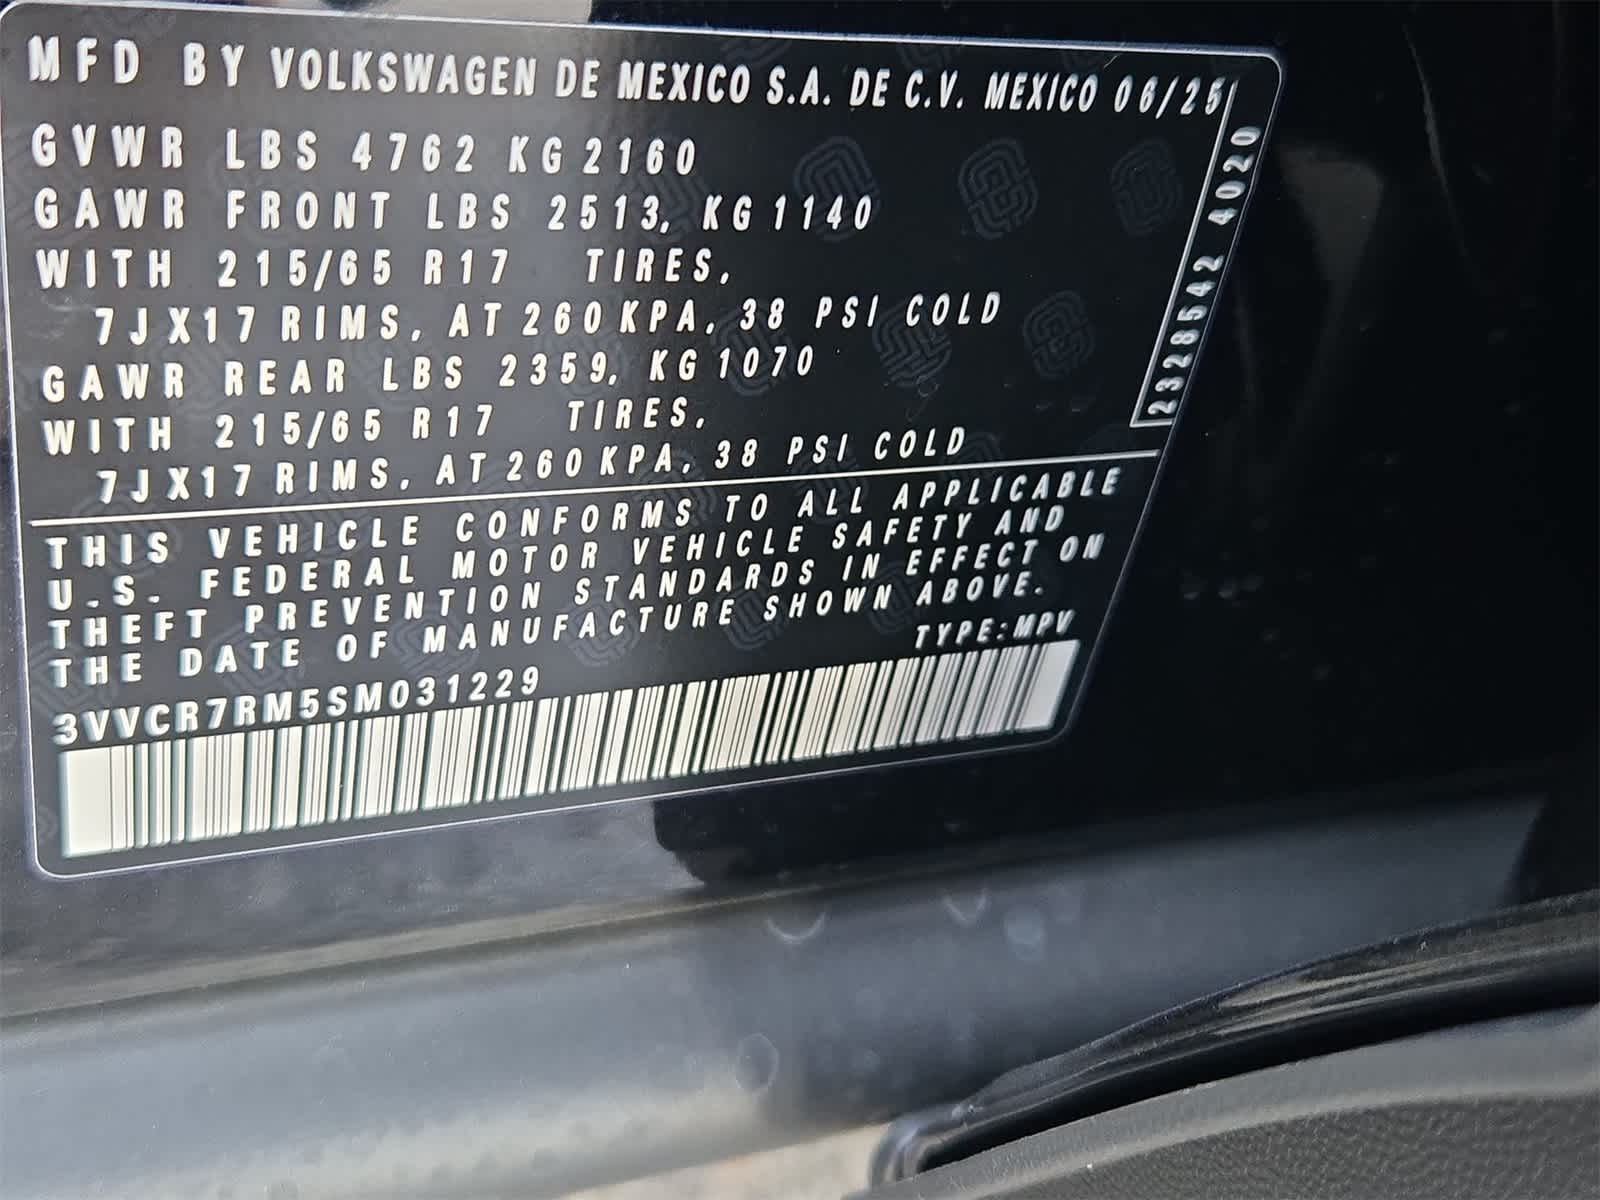 MFD BY VOLKSWAGEN DE MEXICO S.A. DE C.V. MEXICO 06/25
GVWR LBS 4762 KG 2160
GAWR FRONT LBS 2513, KG 1140
WITH 215/65 R17 TIRES,
7JX17 RIMS, AT 260 KPA, 38 PSI COLD
GAWR REAR LBS 2359, KG 1070
WITH 215/65 R17 TIRES,
7JX17 RIMS, AT 260 KPA, 38 PSI COLD
2328542 4020
THIS VEHICLE CONFORMS TO ALL APPLICABLE
U.S. FEDERAL MOTOR VEHICLE SAFETY AND
THEFT PREVENTION STANDARDS IN EFFECT ON
THE DATE OF MANUFACTURE SHOWN ABOVE.
TYPE:MPV
3VVCR7RM5SM031229